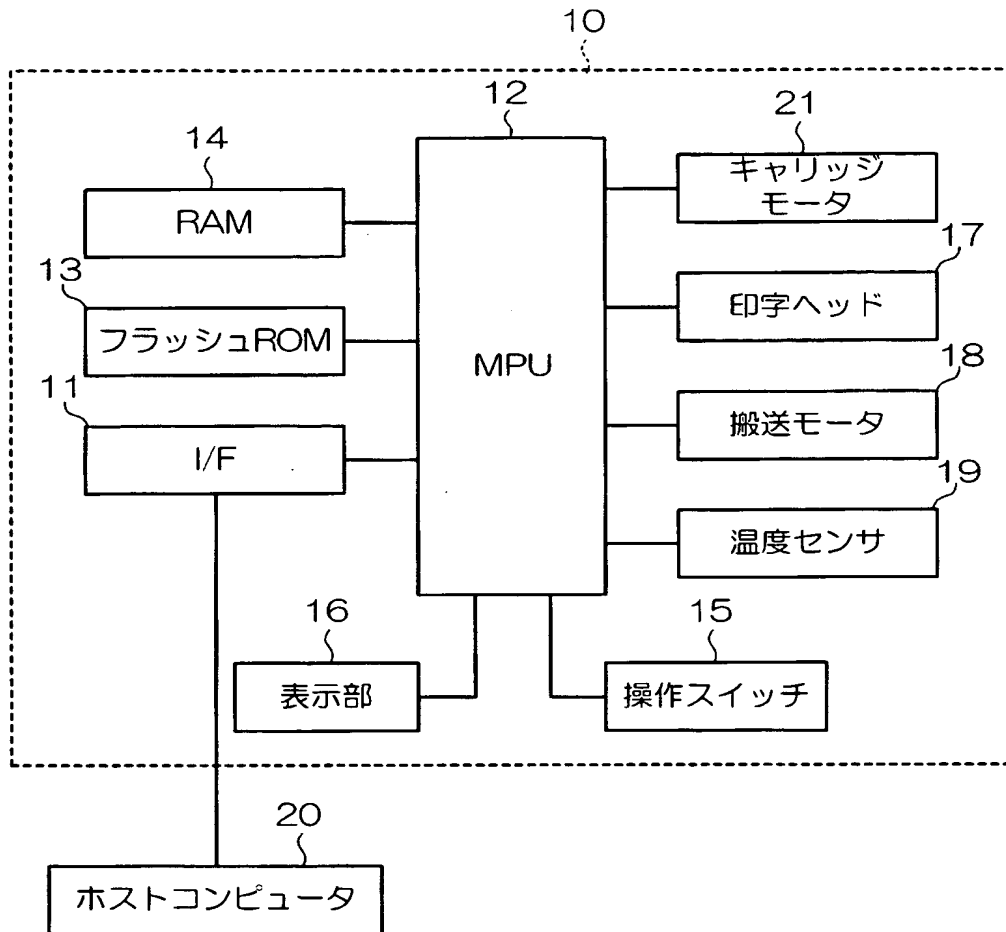 10
12
21
14
キャリッジ
モータ
RAM
17
13
印字ヘッド
フラッシュROM
MPU
18
11
搬送モータ
I/F
19
温度センサ
16
15
表示部
操作スイッチ
20
ホストコンピュータ